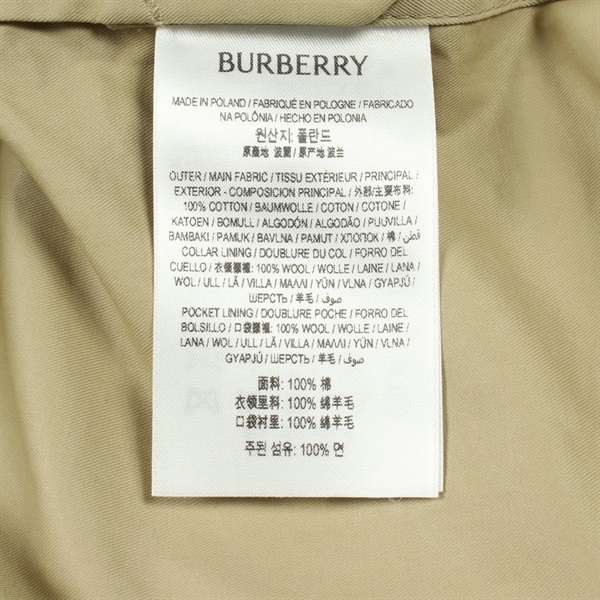 BURBERRY
MADE IN POLAND / FABRIQUÉ EN POLOGNE / FABRICADO
NA POLÔNIA / HECHO EN POLONIA
원산지: 폴란드
原產地 波蘭 / 原产地 波兰
OUTER / MAIN FABRIC / TISSU EXTÉRIEUR / PRINCIPAL /
EXTERIOR - COMPOSICIÓN PRINCIPAL / 外部/主要布料:
100% COTTON / BAUMWOLLE / COTON / COTONE /
KATOEN / BOMULL / ALGODÓN / ALGODÃO / PUUVILLA /
BAMBAKI / PAMUK / BAVLNA / PAMUT / ХЛОПОК / 棉 / قطن
COLLAR LINING / DOUBLURE DU COL / FORRO DEL
CUELLO / 衣領襯裡: 100% WOOL / WOLLE / LAINE / LANA /
WOL / ULL / LÃ / VILLA / ΜΑΛΛΙ / YÜN / VLNA / GYAPJÚ /
ШЕРСТЬ / 羊毛 / صوف
POCKET LINING / DOUBLURE POCHE / FORRO DEL
BOLSILLO / 口袋襯裡: 100% WOOL / WOLLE / LAINE /
LANA / WOL / ULL / LÃ / VILLA / ΜΑΛΛΙ / YÜN / VLNA /
GYAPJÚ / ШЕРСТЬ / 羊毛 / صوف
面料: 100% 棉
衣领里料: 100% 绵羊毛
口袋衬里: 100% 绵羊毛
주된 섬유: 100% 면